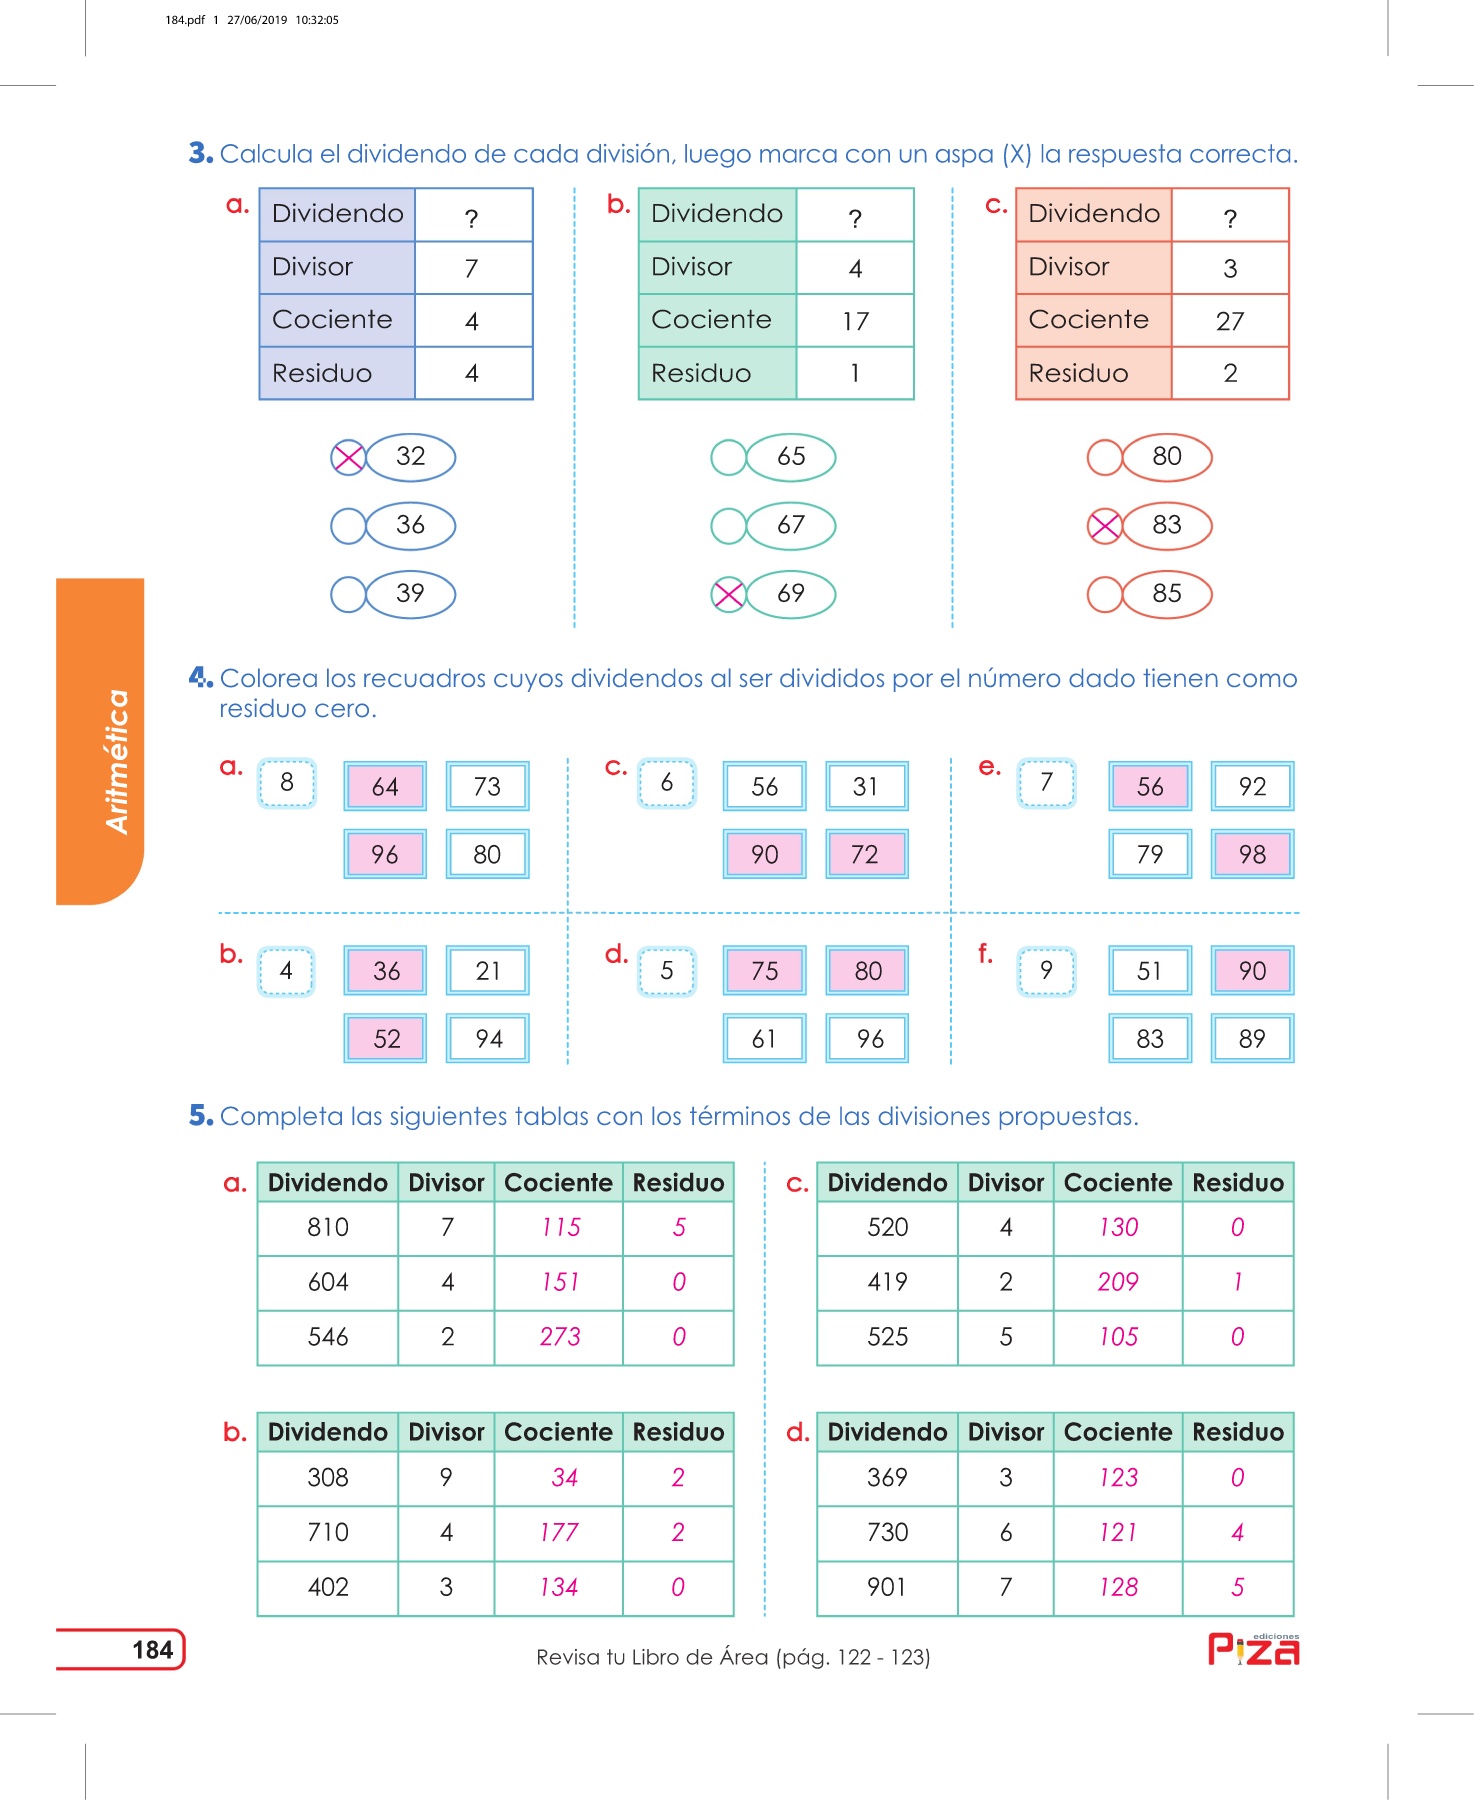 184.pdf 1 27/06/2019 10:32:05
3. Calcula el dividendo de cada división, luego marca con un aspa (X) la respuesta correcta.
a.
Dividendo ?
Divisor 7
Cociente 4
Residuo 4
32
36
39
b.
Dividendo ?
Divisor 4
Cociente 17
Residuo 1
65
67
69
c.
Dividendo ?
Divisor 3
Cociente 27
Residuo 2
80
83
85
Aritmética
4. Colorea los recuadros cuyos dividendos al ser divididos por el número dado tienen como
residuo cero.
a. 8 64 73
96 80
c. 6 56 31
90 72
e. 7 56 92
79 98
b. 4 36 21
52 94
d. 5 75 80
61 96
f. 9 51 90
83 89
5. Completa las siguientes tablas con los términos de las divisiones propuestas.
a. Dividendo Divisor Cociente Residuo
810 7 115 5
604 4 151 0
546 2 273 0
c. Dividendo Divisor Cociente Residuo
520 4 130 0
419 2 209 1
525 5 105 0
b. Dividendo Divisor Cociente Residuo
308 9 34 2
710 4 177 2
402 3 134 0
d. Dividendo Divisor Cociente Residuo
369 3 123 0
730 6 121 4
901 7 128 5
184
Revisa tu Libro de Área (pág. 122 - 123)
ediciones
Piza